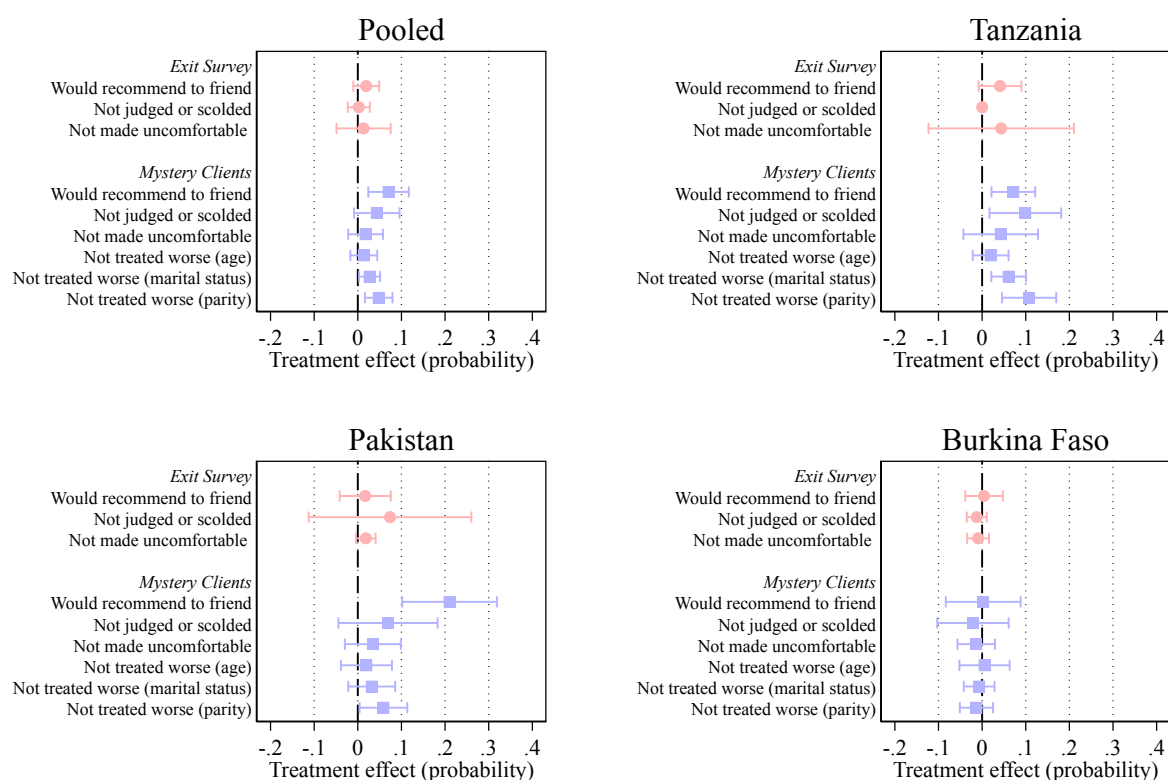 Pooled
Exit Survey
Would recommend to friend
Not judged or scolded
Not made uncomfortable
Mystery Clients
Would recommend to friend
Not judged or scolded
Not made uncomfortable
Not treated worse (age)
Not treated worse (marital status)
Not treated worse (parity)
-.2 -.1 0 .1 .2 .3 .4
Treatment effect (probability)
Tanzania
Exit Survey
Would recommend to friend
Not judged or scolded
Not made uncomfortable
Mystery Clients
Would recommend to friend
Not judged or scolded
Not made uncomfortable
Not treated worse (age)
Not treated worse (marital status)
Not treated worse (parity)
-.2 -.1 0 .1 .2 .3 .4
Treatment effect (probability)
Pakistan
Exit Survey
Would recommend to friend
Not judged or scolded
Not made uncomfortable
Mystery Clients
Would recommend to friend
Not judged or scolded
Not made uncomfortable
Not treated worse (age)
Not treated worse (marital status)
Not treated worse (parity)
-.2 -.1 0 .1 .2 .3 .4
Treatment effect (probability)
Burkina Faso
Exit Survey
Would recommend to friend
Not judged or scolded
Not made uncomfortable
Mystery Clients
Would recommend to friend
Not judged or scolded
Not made uncomfortable
Not treated worse (age)
Not treated worse (marital status)
Not treated worse (parity)
-.2 -.1 0 .1 .2 .3 .4
Treatment effect (probability)